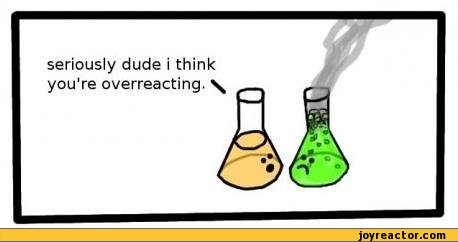 seriously dude i think
you're overreacting.
joyreactor.com